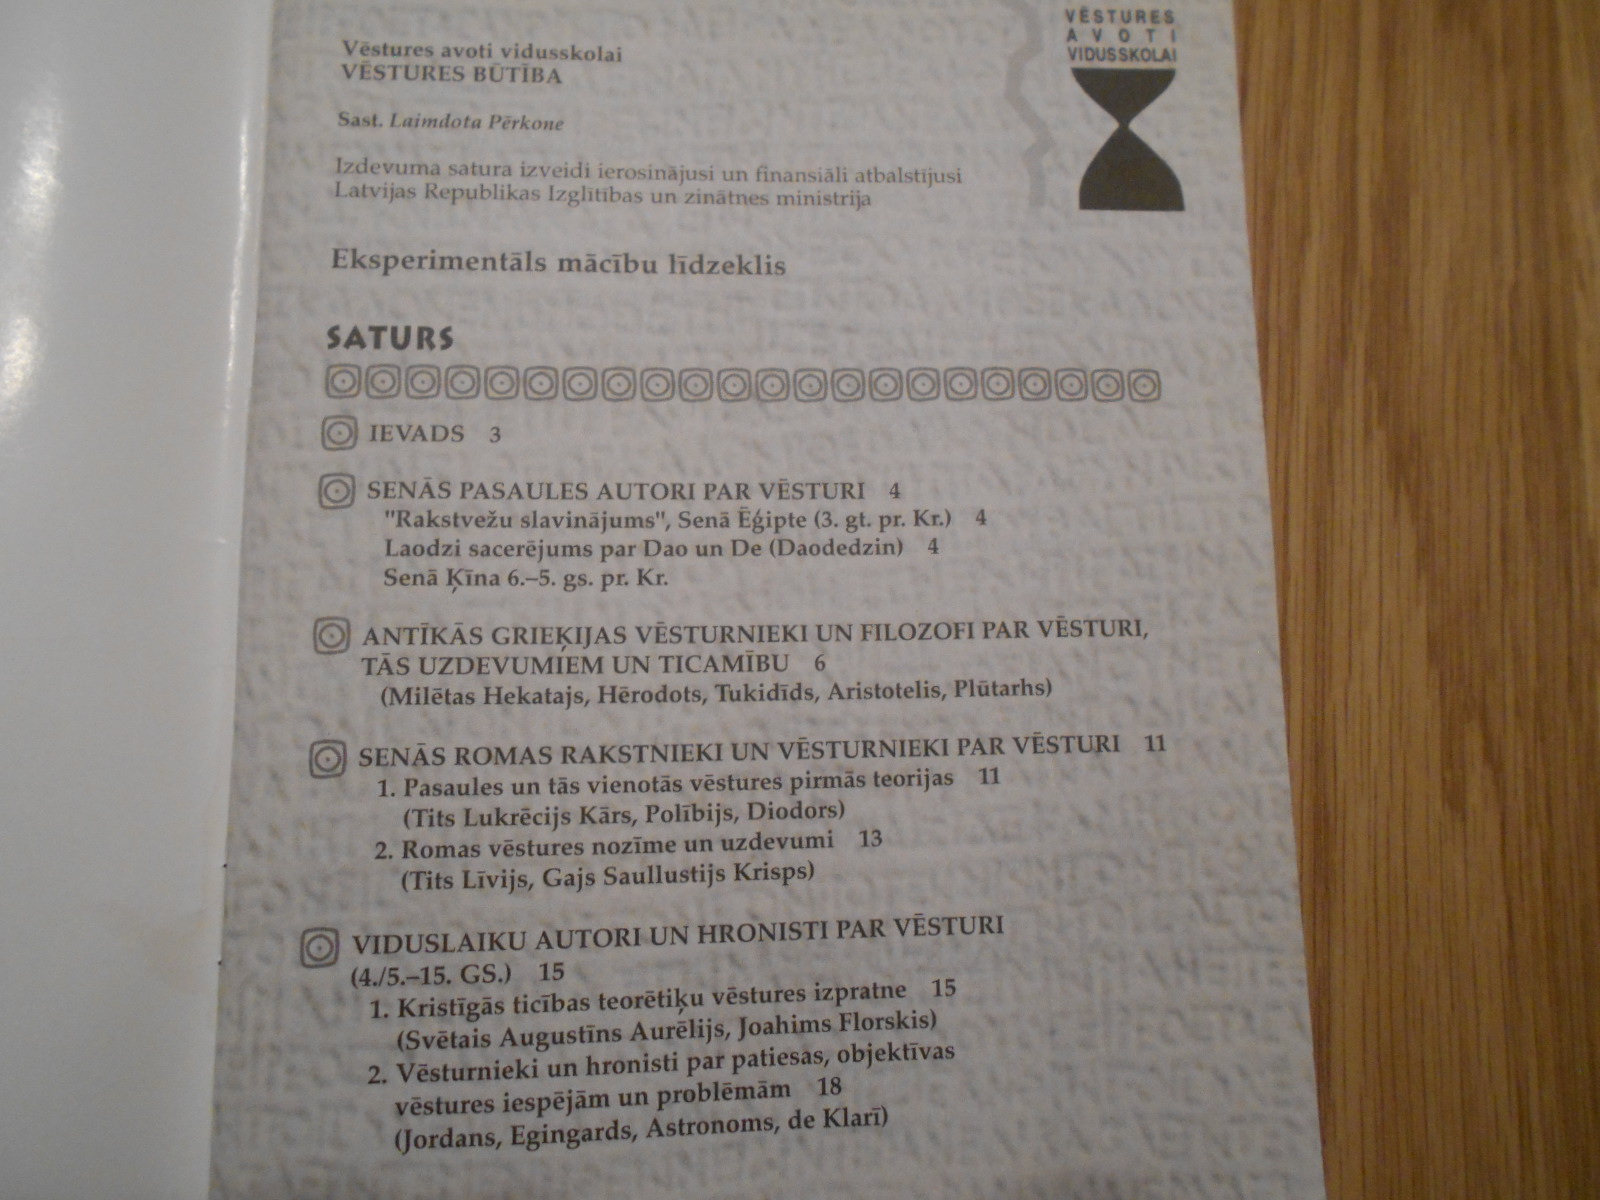 VĒSTURES
AVOTI
VIDUSSKOLAI
Vēstures avoti vidusskolai
VĒSTURES BŪTĪBA
Sast. Laimdota Pērkone
Izdevuma satura izveidi ierosinājusi un finansiāli atbalstījusi
Latvijas Republikas Izglītības un zinātnes ministrija
Eksperimentāls mācību līdzeklis
SATURS
IEVADS 3
SENĀS PASAULES AUTORI PAR VĒSTURI 4
"Rakstvežu slavinājums", Senā Ēģipte (3. gt. pr. Kr.) 4
Laodzi sacerējums par Dao un De (Daodedzin) 4
Senā Ķīna 6.–5. gs. pr. Kr.
ANTĪKĀS GRIEĶIJAS VĒSTURNIEKI UN FILOZOFI PAR VĒSTURI,
TĀS UZDEVUMIEM UN TICAMĪBU 6
(Milētas Hekatajs, Hērodots, Tukidīds, Aristotelis, Plūtarhs)
SENĀS ROMAS RAKSTNIEKI UN VĒSTURNIEKI PAR VĒSTURI 11
1. Pasaules un tās vienotās vēstures pirmās teorijas 11
(Tits Lukrēcijs Kārs, Polībijs, Diodors)
2. Romas vēstures nozīme un uzdevumi 13
(Tits Līvijs, Gajs Saullustijs Krisps)
VIDUSLAIKU AUTORI UN HRONISTI PAR VĒSTURI
(4./5.–15. GS.) 15
1. Kristīgās ticības teorētiķu vēstures izpratne 15
(Svētais Augustīns Aurēlijs, Joahims Florskis)
2. Vēsturnieki un hronisti par patiesas, objektīvas
vēstures iespējām un problēmām 18
(Jordans, Egingards, Astronoms, de Klarī)